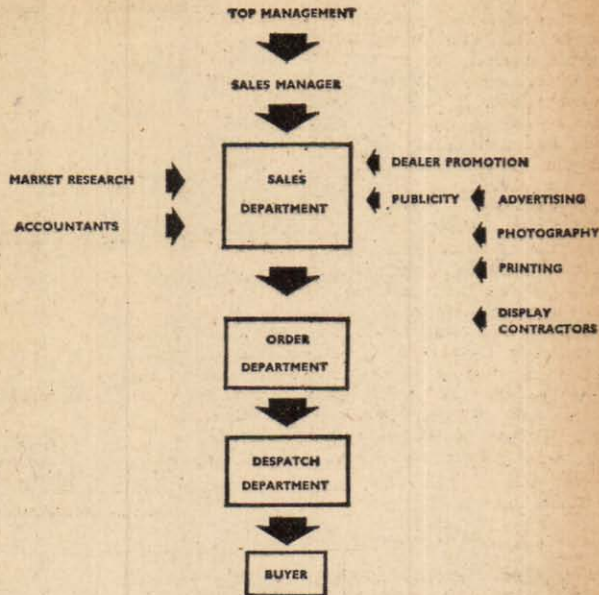 TOP MANAGEMENT
SALES MANAGER
MARKET RESEARCH
ACCOUNTANTS
SALES
DEPARTMENT
DEALER PROMOTION
PUBLICITY
ADVERTISING
PHOTOGRAPHY
PRINTING
DISPLAY
CONTRACTORS
ORDER
DEPARTMENT
DESPATCH
DEPARTMENT
BUYER